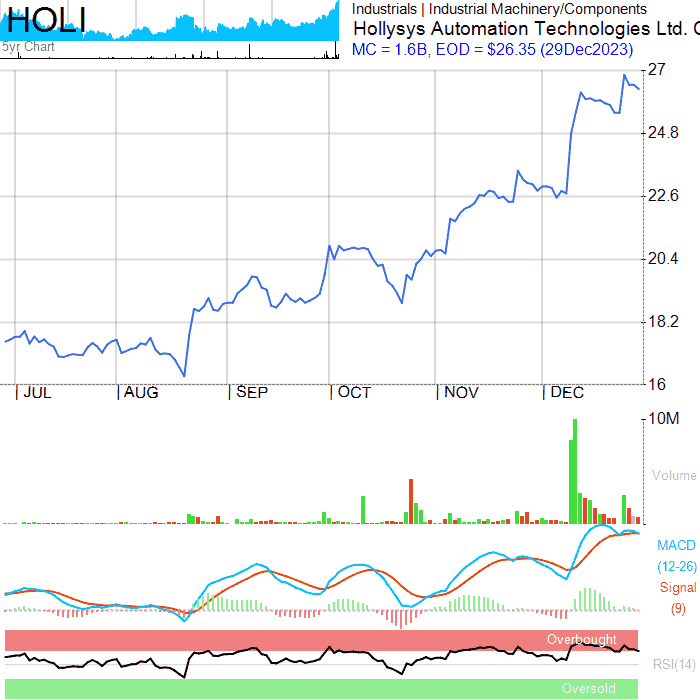 HOLI
5yr Chart
Industrials | Industrial Machinery/Components
Hollysys Automation Technologies Ltd. C
MC = 1.6B, EOD = $26.35 (29Dec2023)
27
24.8
22.6
20.4
18.2
16
JUL AUG SEP OCT NOV DEC
10M
Volume
MACD
(12-26)
Signal
(9)
Overbought
RSI(14)
Oversold